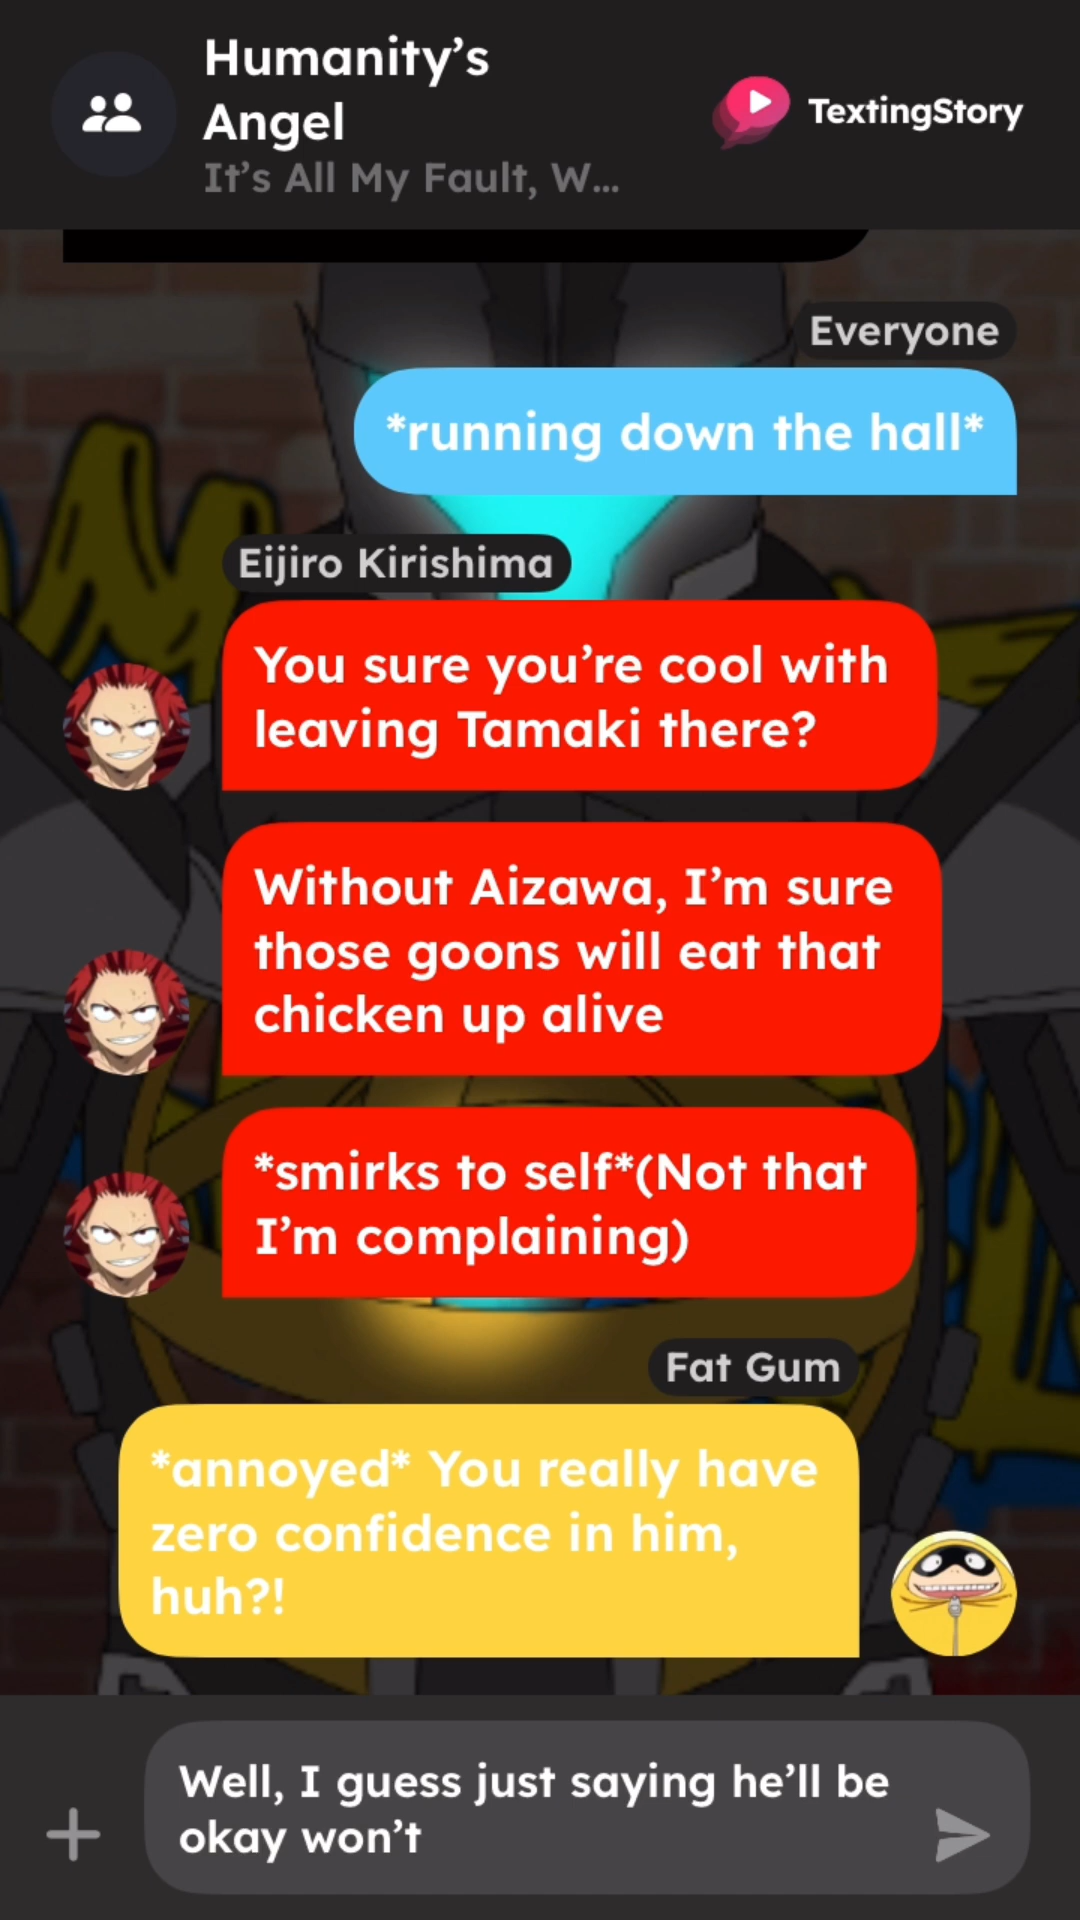 Humanity's
Angel
It's All My Fault, W...
TextingStory
Everyone
*running down the hall*
Eijiro Kirishima
You sure you're cool with
leaving Tamaki there?
Without Aizawa, I'm sure
those goons will eat that
chicken up alive
*smirks to self*(Not that
I'm complaining)
Fat Gum
*annoyed* You really have
zero confidence in him,
huh?!
Well, I guess just saying he'll be
okay won't